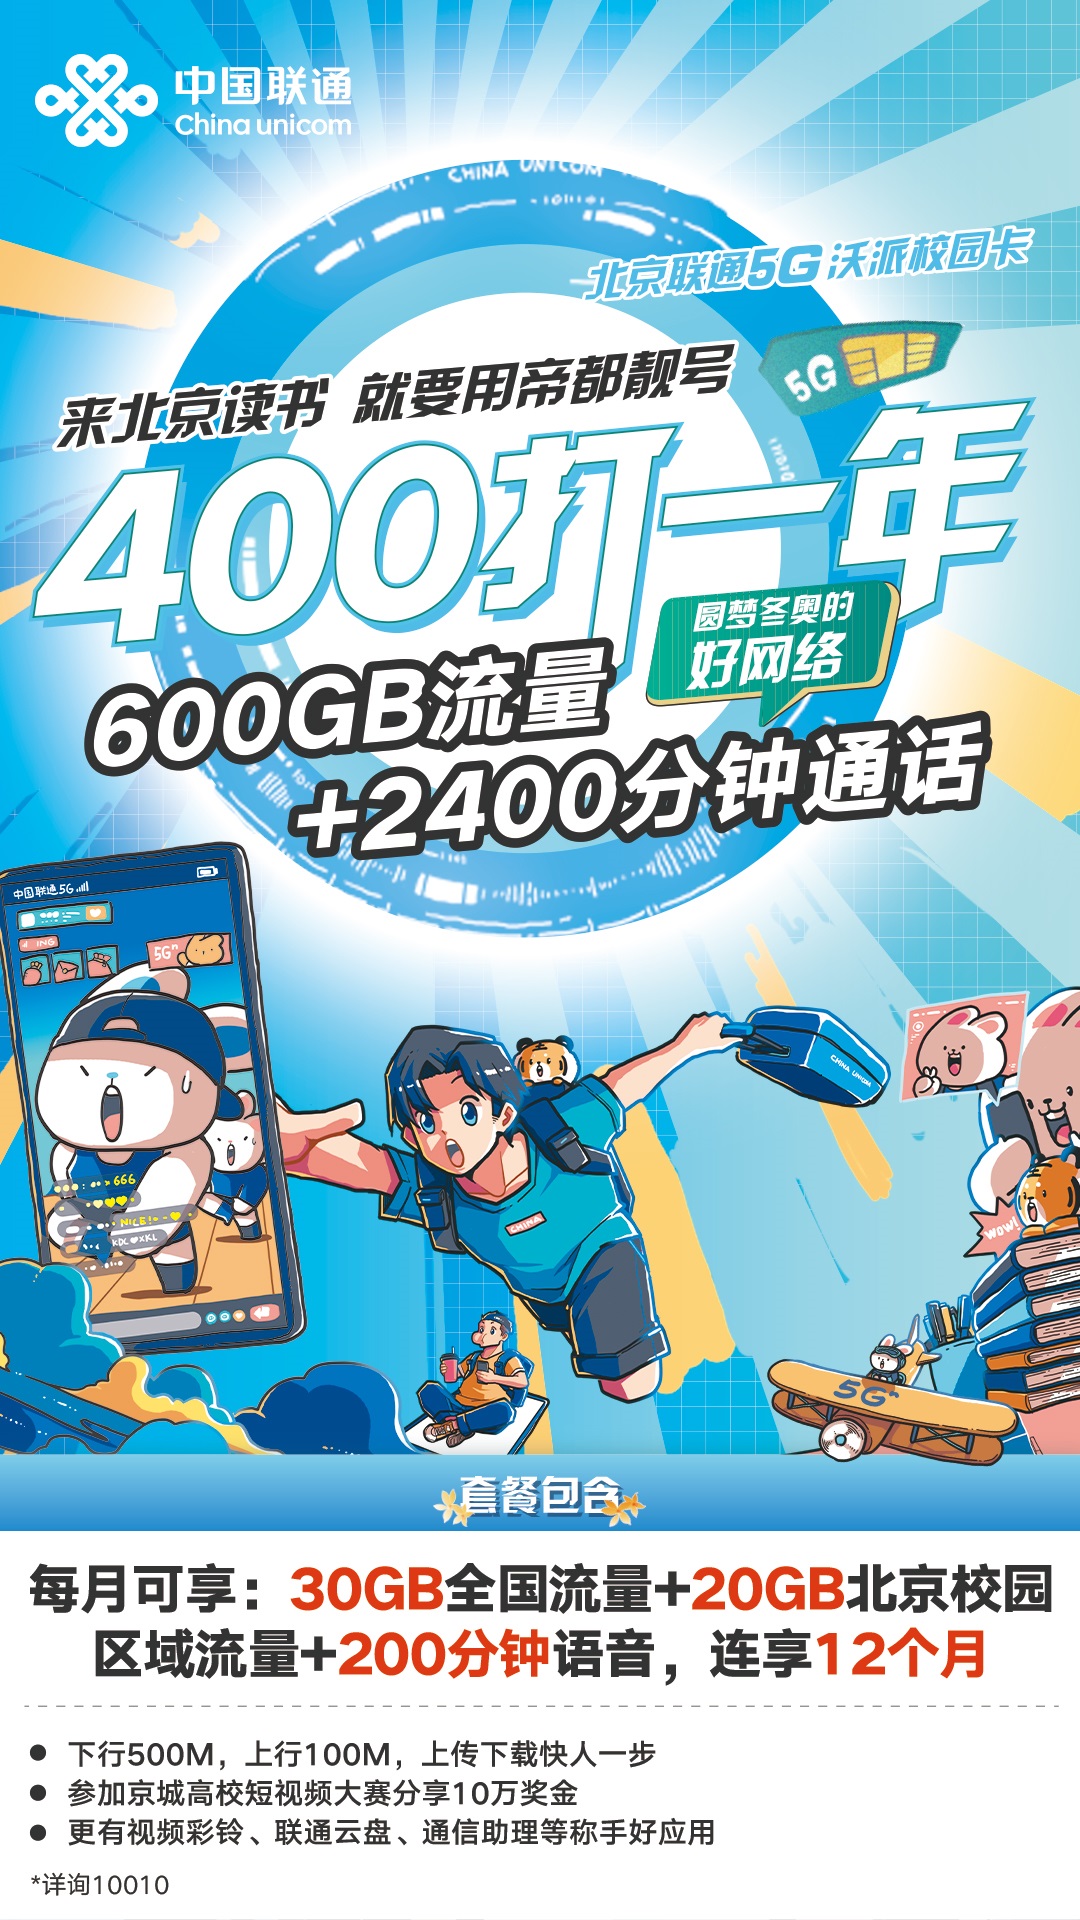 中国联通
China unicom
CHINA UNICOM
北京联通5G沃派校园卡
5G
来北京读书 就要用帝都靓号
400打一年
圆梦冬奥的
好网络
600GB流量
+2400分钟通话
中国联通5G
ING
5Gⁿ
666
NICE!
KDL♥XKL
CHINA UNICOM
CHINA
wow!
5Gⁿ
套餐包含
每月可享：30GB全国流量+20GB北京校园
区域流量+200分钟语音，连享12个月
● 下行500M，上行100M，上传下载快人一步
● 参加京城高校短视频大赛分享10万奖金
● 更有视频彩铃、联通云盘、通信助理等称手好应用
*详询10010